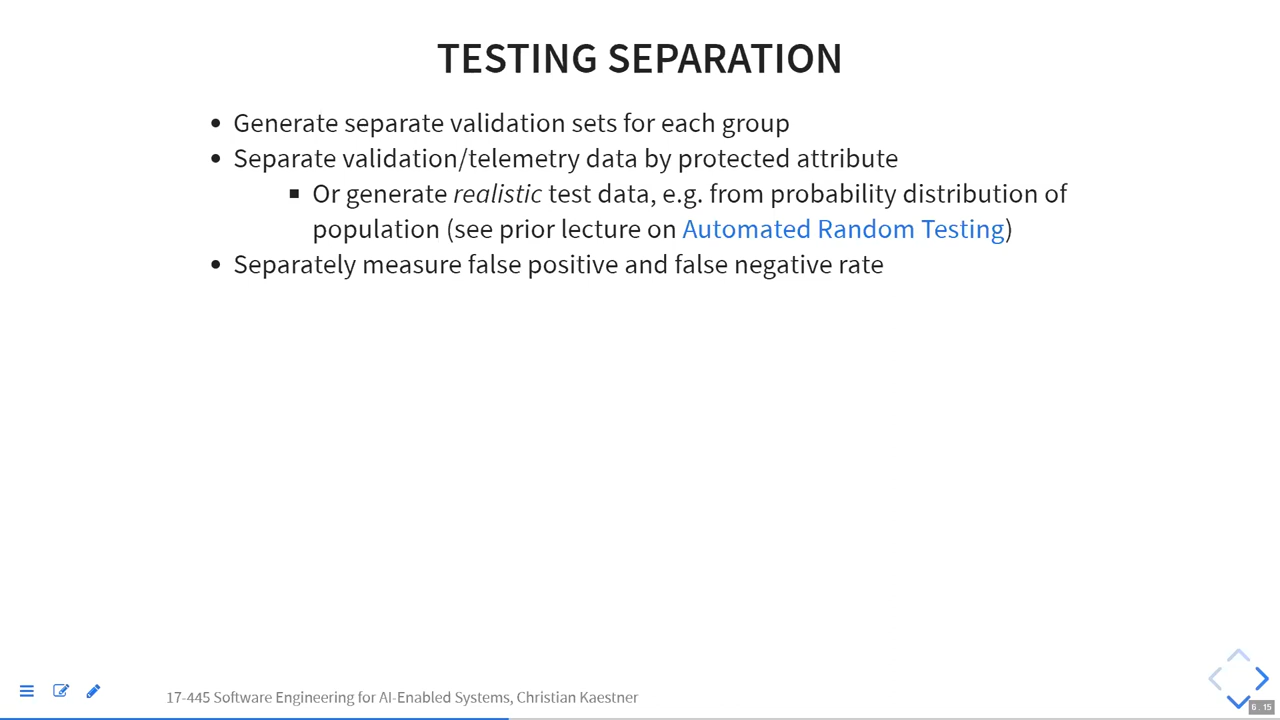 TESTING SEPARATION
• Generate separate validation sets for each group
• Separate validation/telemetry data by protected attribute
▪ Or generate realistic test data, e.g. from probability distribution of
population (see prior lecture on Automated Random Testing)
• Separately measure false positive and false negative rate
17-445 Software Engineering for AI-Enabled Systems, Christian Kaestner
6 . 15